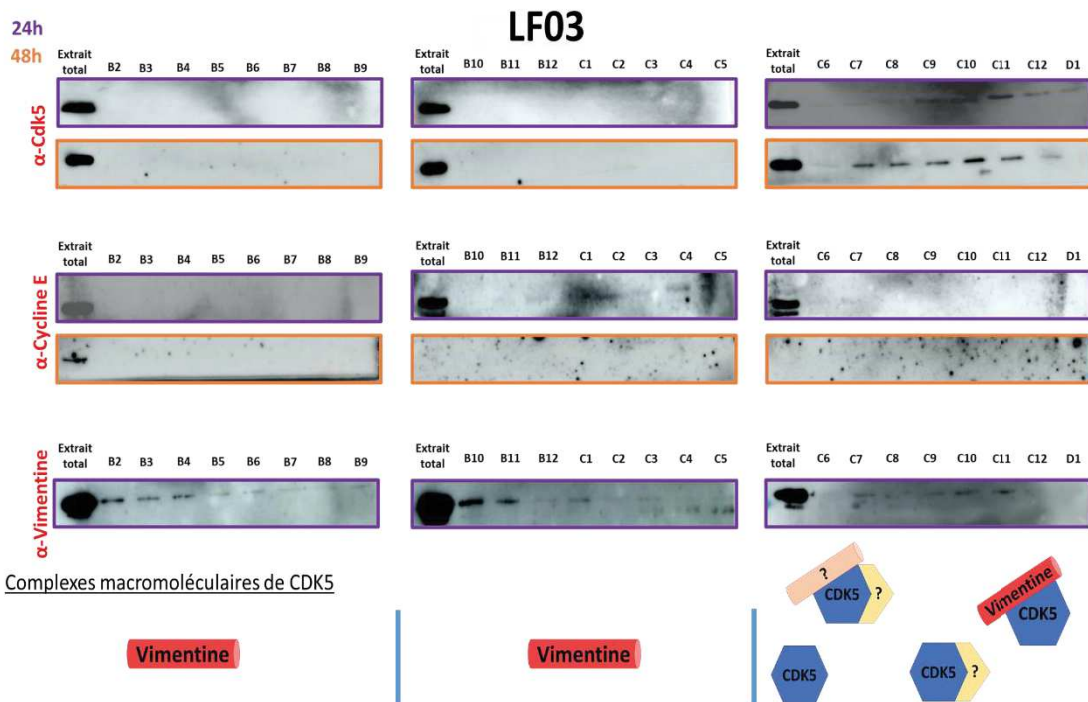 LF03
24h
48h
Extrait total B2 B3 B4 B5 B6 B7 B8 B9
Extrait total B10 B11 B12 C1 C2 C3 C4 C5
Extrait total C6 C7 C8 C9 C10 C11 C12 D1
α-Cdk5
Extrait total B2 B3 B4 B5 B6 B7 B8 B9
Extrait total B10 B11 B12 C1 C2 C3 C4 C5
Extrait total C6 C7 C8 C9 C10 C11 C12 D1
α-Cycline E
Extrait total B2 B3 B4 B5 B6 B7 B8 B9
Extrait total B10 B11 B12 C1 C2 C3 C4 C5
Extrait total C6 C7 C8 C9 C10 C11 C12 D1
α-Vimentine
Complexes macromoléculaires de CDK5
Vimentine
Vimentine
?
CDK5 ?
Vimentine
CDK5
CDK5
CDK5 ?